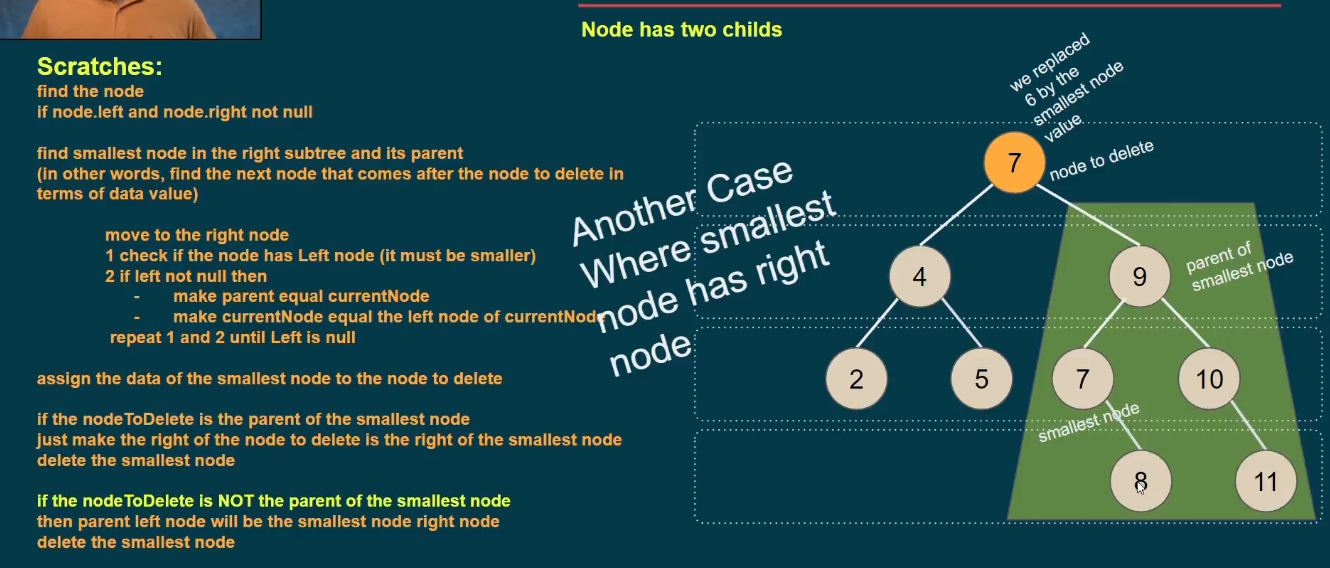 Node has two childs
Scratches:
find the node
if node.left and node.right not null
find smallest node in the right subtree and its parent
(in other words, find the next node that comes after the node to delete in
terms of data value)
move to the right node
1 check if the node has Left node (it must be smaller)
2 if left not null then
- make parent equal currentNode
- make currentNode equal the left node of currentNode
repeat 1 and 2 until Left is null
assign the data of the smallest node to the node to delete
if the nodeToDelete is the parent of the smallest node
just make the right of the node to delete is the right of the smallest node
delete the smallest node
if the nodeToDelete is NOT the parent of the smallest node
then parent left node will be the smallest node right node
delete the smallest node
Another Case
Where smallest
node has right
node
we replaced
6 by the
smallest node
value
7
node to delete
4
9
parent of
smallest node
2
5
7
10
smallest node
8
11